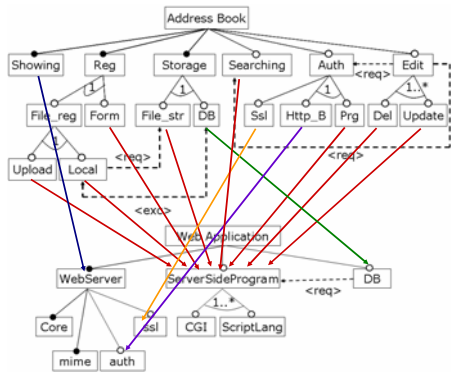 Address Book
Showing Reg Storage Searching Auth Edit
<req>
1 1 1 1..*
File_reg Form File_str DB Ssl Http_B Prg Del Update
1
<req> <req>
Upload Local
<exc>
Web Application
WebServer ServerSideProgram DB
<req>
1..*
Core ssl CGI ScriptLang
mime auth